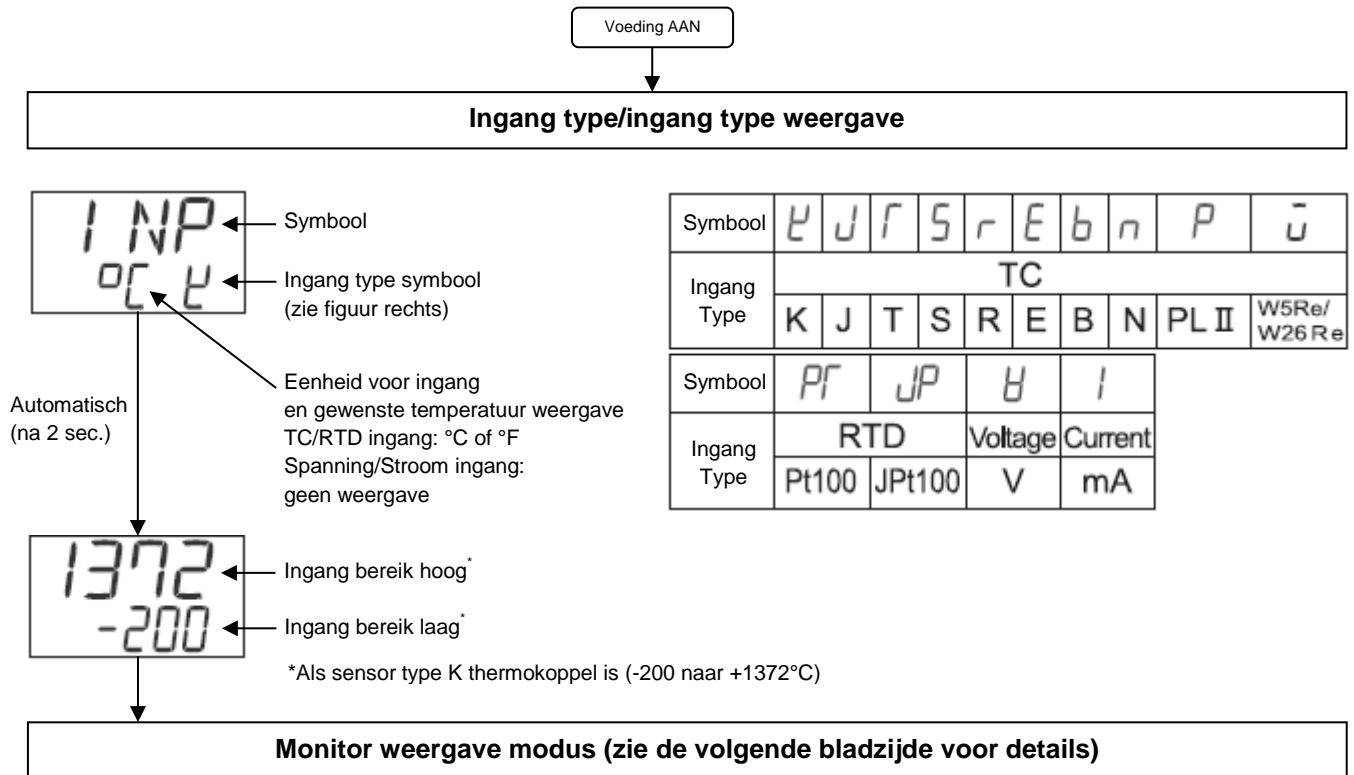 Voeding AAN
Ingang type/ingang type weergave
INP
Symbool
°C K
Ingang type symbool
(zie figuur rechts)
Eenheid voor ingang
en gewenste temperatuur weergave
TC/RTD ingang: °C of °F
Spanning/Stroom ingang:
geen weergave
Automatisch
(na 2 sec.)
Symbool K J T S r E b n P
Ingang Type TC
K J T S R E B N PL II W5Re/W26Re
Symbool PT JP V I
Ingang Type RTD Voltage Current
Pt100 JPt100 V mA
1372
Ingang bereik hoog*
-200
Ingang bereik laag*
*Als sensor type K thermokoppel is (-200 naar +1372°C)
Monitor weergave modus (zie de volgende bladzijde voor details)